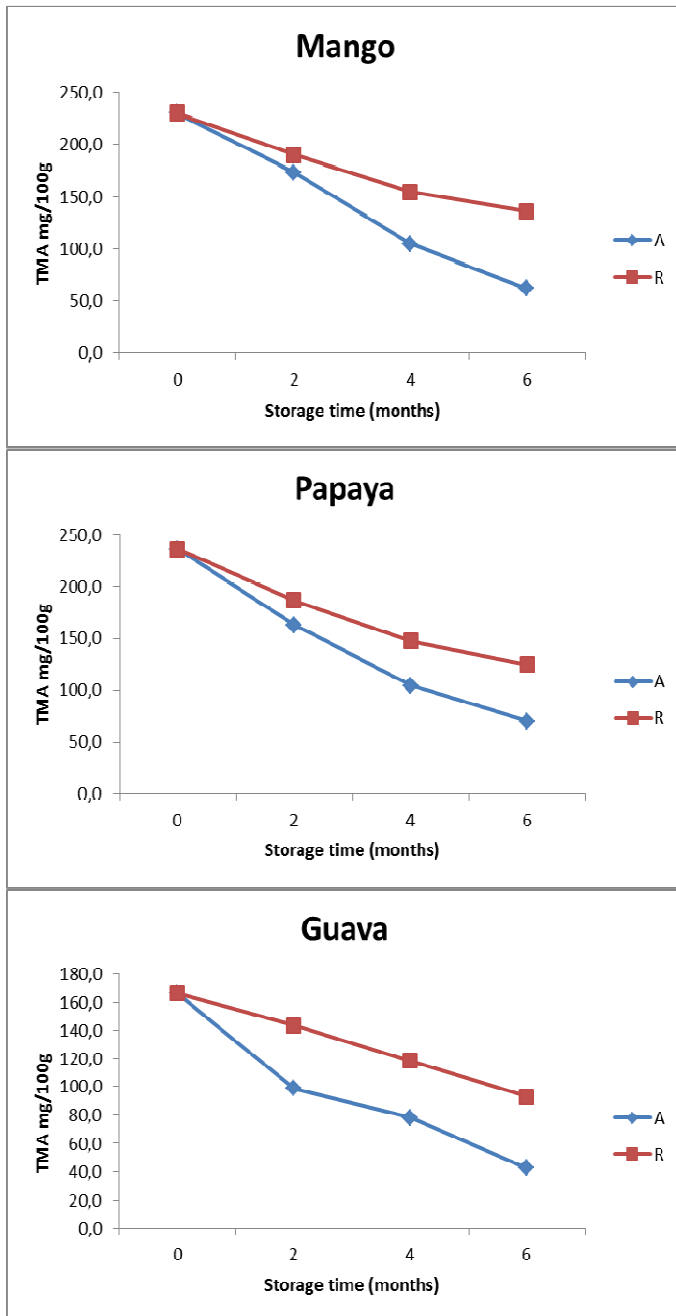 Mango
250,0
200,0
150,0
100,0
50,0
0,0
TMA mg/100g
0 2 4 6
Storage time (months)
A
R
Papaya
250,0
200,0
150,0
100,0
50,0
0,0
TMA mg/100g
0 2 4 6
Storage time (months)
A
R
Guava
180,0
160,0
140,0
120,0
100,0
80,0
60,0
40,0
20,0
0,0
TMA mg/100g
0 2 4 6
Storage time (months)
A
R